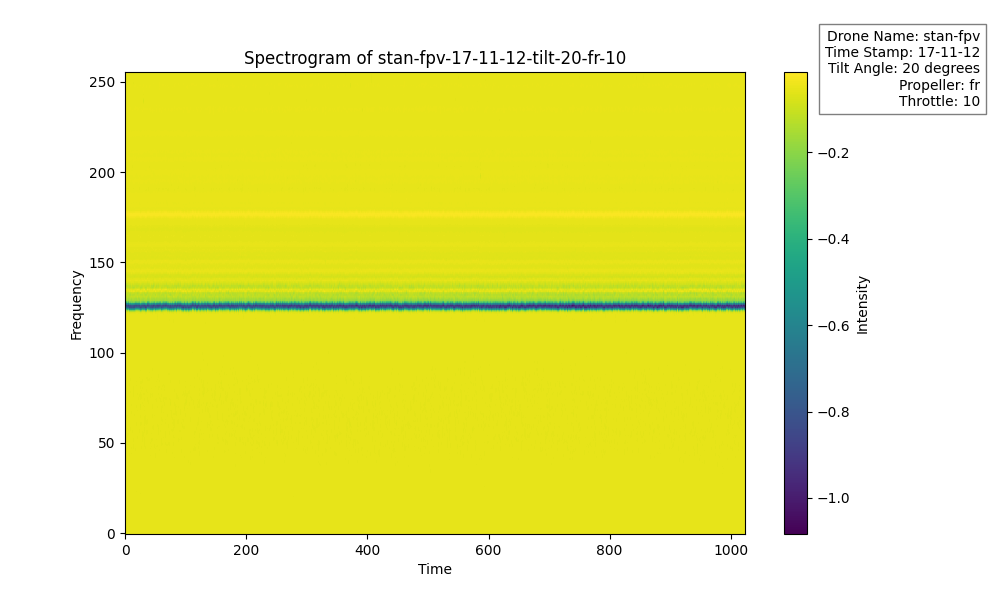 Drone Name: stan-fpv
Time Stamp: 17-11-12
Tilt Angle: 20 degrees
Propeller: fr
Throttle: 10
Spectrogram of stan-fpv-17-11-12-tilt-20-fr-10
Frequency
250
200
150
100
50
0
0 200 400 600 800 1000
Time
−0.2
−0.4
−0.6
−0.8
−1.0
Intensity